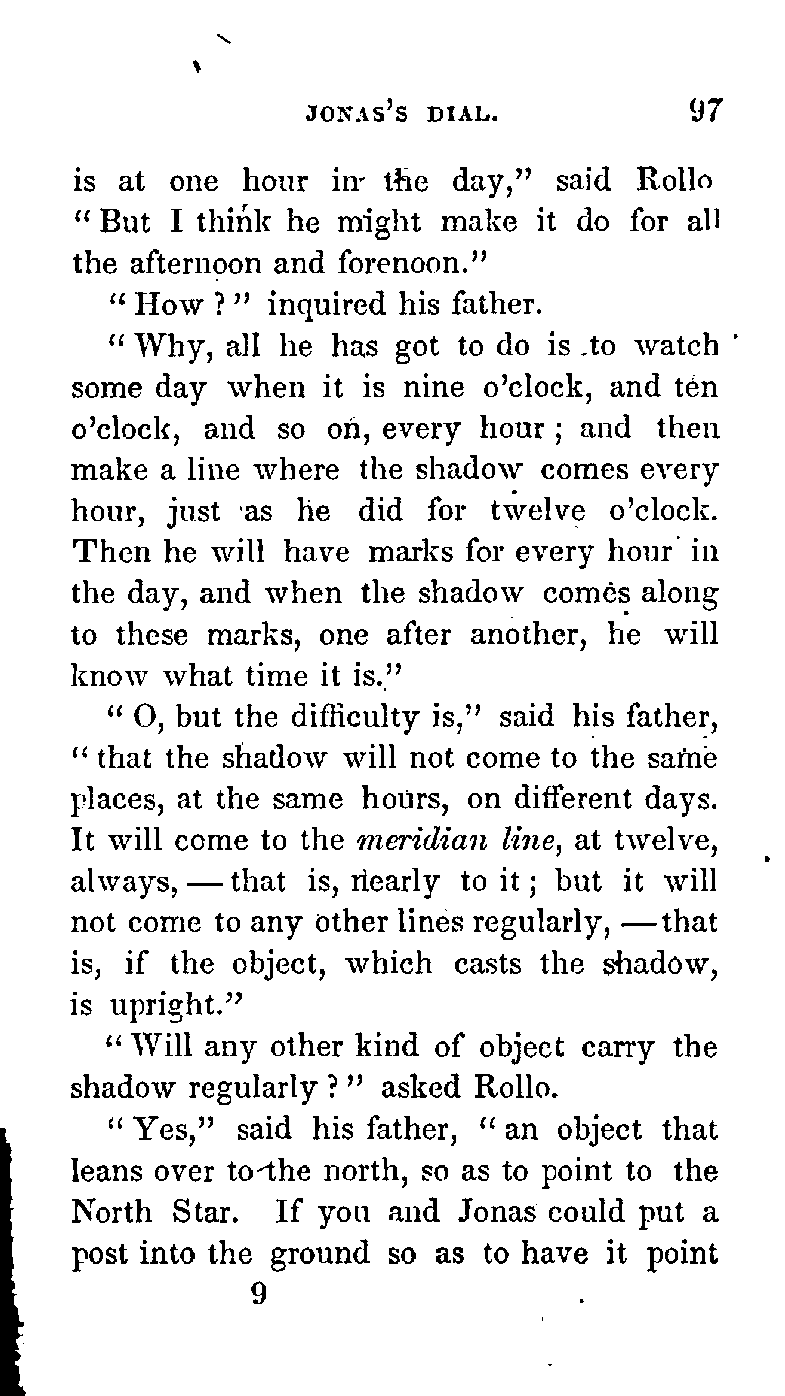 JONAS'S DIAL. 97
is at one hour in the day," said Rollo
"But I think he might make it do for all
the afternoon and forenoon."
"How?" inquired his father.
"Why, all he has got to do is to watch
some day when it is nine o'clock, and ten
o'clock, and so on, every hour; and then
make a line where the shadow comes every
hour, just as he did for twelve o'clock.
Then he will have marks for every hour in
the day, and when the shadow comes along
to these marks, one after another, he will
know what time it is."
"O, but the difficulty is," said his father,
"that the shadow will not come to the same
places, at the same hours, on different days.
It will come to the meridian line, at twelve,
always,—that is, nearly to it; but it will
not come to any other lines regularly,—that
is, if the object, which casts the shadow,
is upright."
"Will any other kind of object carry the
shadow regularly?" asked Rollo.
"Yes," said his father, "an object that
leans over to the north, so as to point to the
North Star. If you and Jonas could put a
post into the ground so as to have it point
9